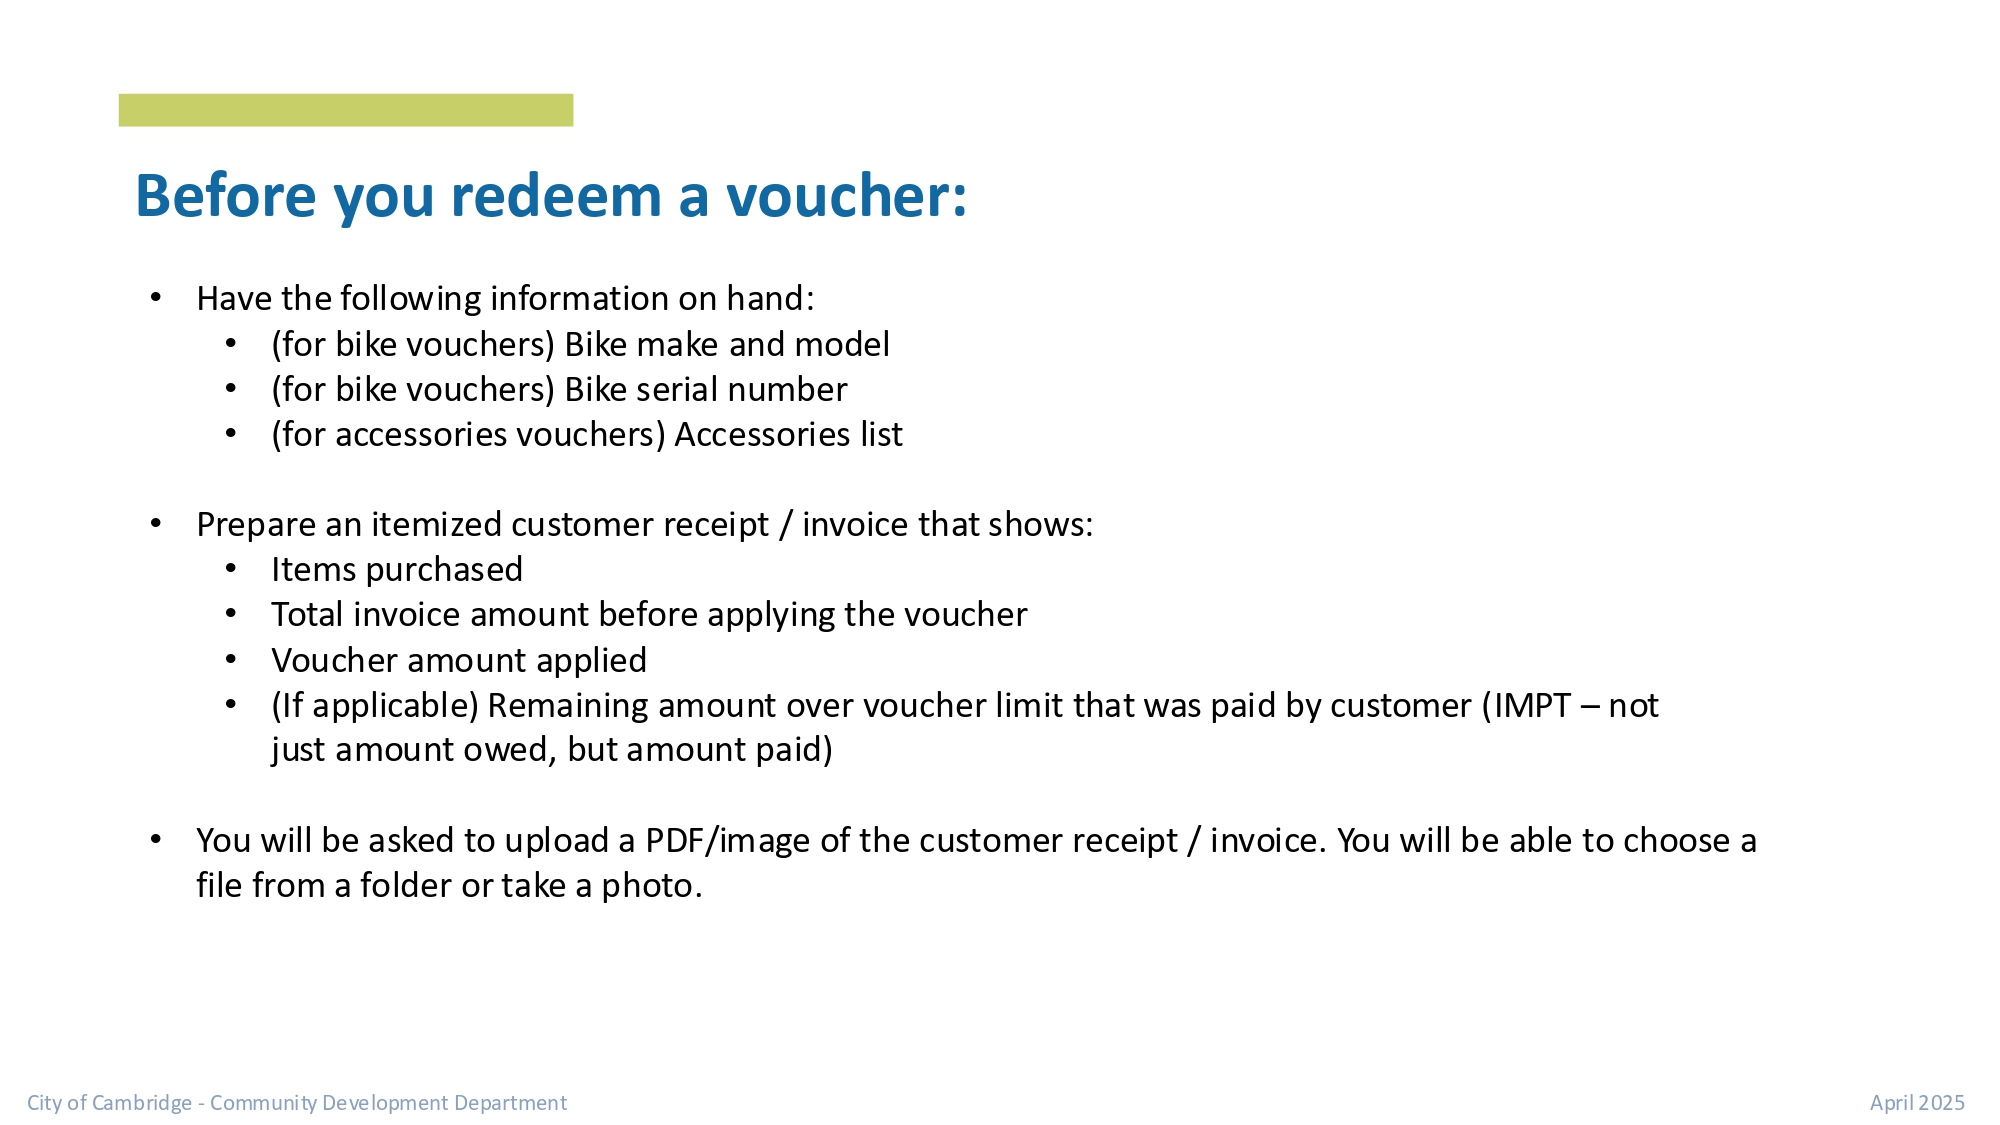 Before you redeem a voucher:
• Have the following information on hand:
• (for bike vouchers) Bike make and model
• (for bike vouchers) Bike serial number
• (for accessories vouchers) Accessories list
• Prepare an itemized customer receipt / invoice that shows:
• Items purchased
• Total invoice amount before applying the voucher
• Voucher amount applied
• (If applicable) Remaining amount over voucher limit that was paid by customer (IMPT – not
just amount owed, but amount paid)
• You will be asked to upload a PDF/image of the customer receipt / invoice. You will be able to choose a
file from a folder or take a photo.
City of Cambridge - Community Development Department
April 2025